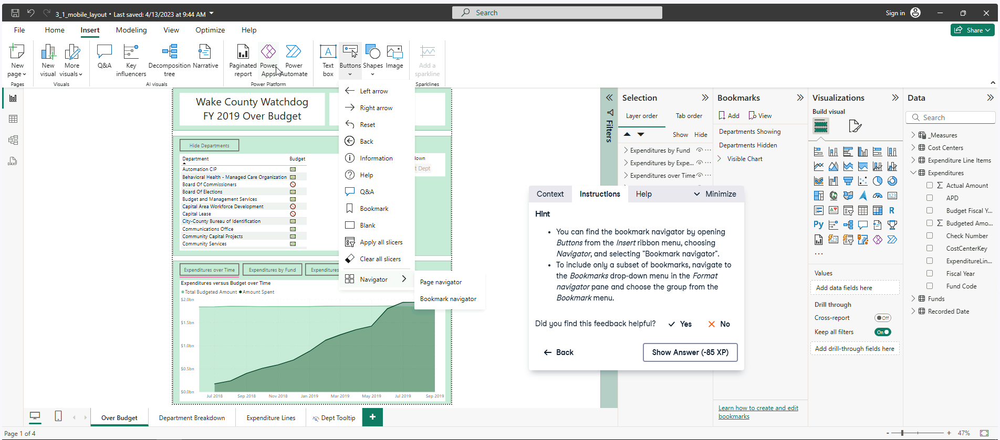 3_1_mobile_layout • Last saved: 4/13/2023 at 9:44 AM
Search
Sign in
File Home Insert Modeling View Optimize Help
Share
New page
New visual
More visuals
Q&A
Key influencers
Decomposition tree
Narrative
Paginated report
Power Apps
Power Automate
Text box
Buttons
Shapes
Image
Add a sparkline
Pages
Visuals
AI visuals
Power Platform
Sparklines
Wake County Watchdog
FY 2019 Over Budget
Hide Departments
Department Budget
Automation CIP
Behavioral Health - Managed Care Organization
Board Of Commissioners
Board Of Elections
Budget and Management Services
Capital Area Workforce Development
Capital Lease
City-County Bureau of Identification
Communications Office
Community Capital Projects
Community Services
Expenditures over Time
Expenditures by Fund
Expenditures
Expenditures versus Budget over Time
Total Budgeted Amount Amount Spent
$2.0bn
$1.5bn
$1.0bn
$0.5bn
$0.0bn
Jul 2018 Sep 2018 Nov 2018 Jan 2019 Mar 2019 May 2019 Jul 2019 Sep 2019
Left arrow
Right arrow
Reset
Back
Information
Help
Q&A
Bookmark
Blank
Apply all slicers
Clear all slicers
Navigator
Page navigator
Bookmark navigator
own
t Dept
Filters
Selection
Layer order Tab order
Show Hide
Expenditures by Fund
Expenditures by Expe...
Expenditures over Time
Bookmarks
Add View
Departments Showing
Departments Hidden
Visible Chart
Learn how to create and edit
bookmarks
Context Instructions Help Minimize
Hint
• You can find the bookmark navigator by opening
Buttons from the Insert ribbon menu, choosing
Navigator, and selecting "Bookmark navigator".
• To include only a subset of bookmarks, navigate to
the Bookmarks drop-down menu in the Format
navigator pane and choose the group from the
Bookmark menu.
Did you find this feedback helpful? Yes No
Back
Show Answer (-85 XP)
Visualizations
Build visual
123
R
Py
123
...
Values
Add data fields here
Drill through
Cross-report Off
Keep all filters On
Add drill-through fields here
Data
Search
_Measures
Cost Centers
Expenditure Line Items
Expenditures
Actual Amount
APD
Budget Fiscal Y...
Budgeted Amo...
Check Number
CostCenterKey
ExpenditureLin...
Fiscal Year
Fund Code
Funds
Recorded Date
DAX
Over Budget
Department Breakdown
Expenditure Lines
Dept Tooltip
+
Page 1 of 4
- + 47%